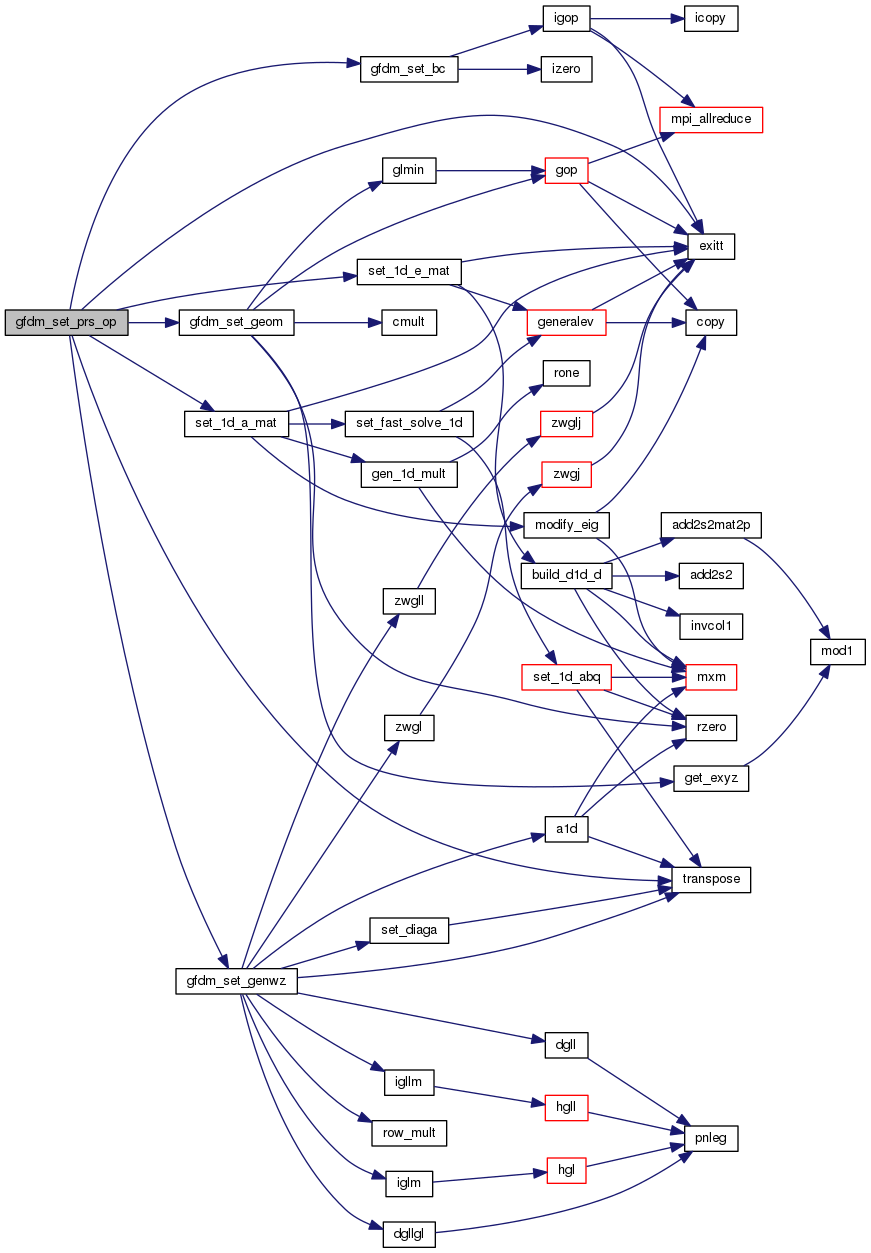 igop
icopy
gfdm_set_bc
izero
mpi_allreduce
glmin
gop
exitt
set_1d_e_mat
gfdm_set_prs_op
gfdm_set_geom
cmult
generalev
copy
rone
set_1d_a_mat
set_fast_solve_1d
zwglj
gen_1d_mult
zwgj
modify_eig
add2s2mat2p
build_d1d_d
add2s2
zwgll
invcol1
mod1
set_1d_abq
mxm
zwgl
rzero
get_exyz
a1d
transpose
set_diaga
gfdm_set_genwz
dgll
igllm
hgll
row_mult
pnleg
iglm
hgl
dgllgl